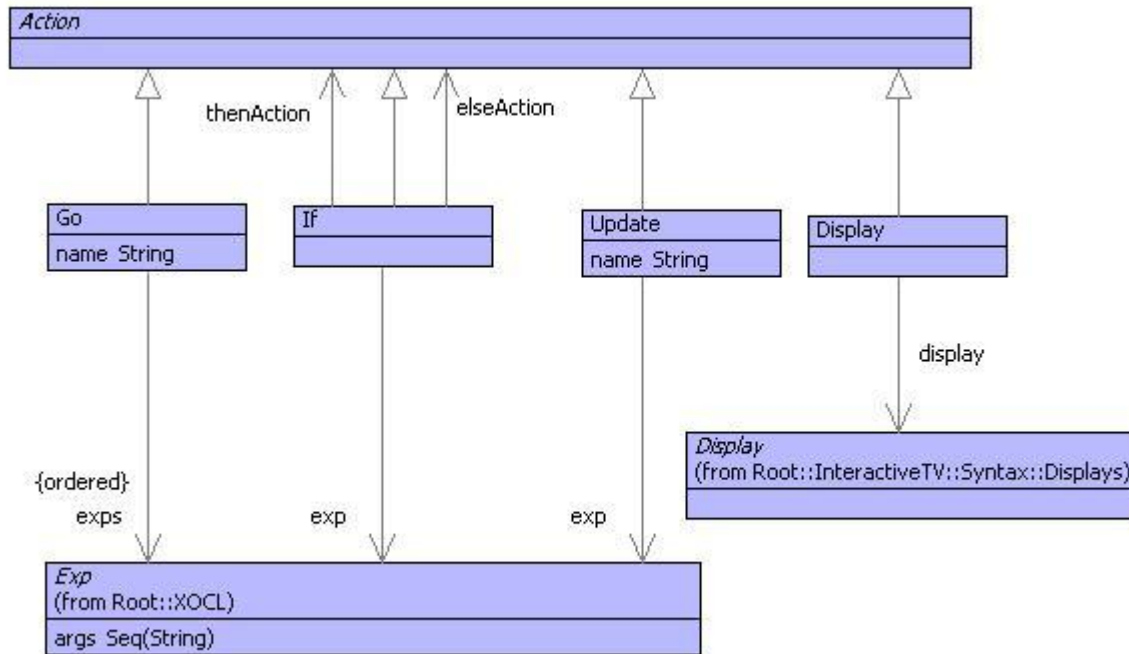 Action
thenAction
elseAction
Go
name String
If
Update
name String
Display
display
Display
(from Root::InteractiveTV::Syntax::Displays)
{ordered}
exps
exp
exp
Exp
(from Root::XOCL)
args Seq(String)